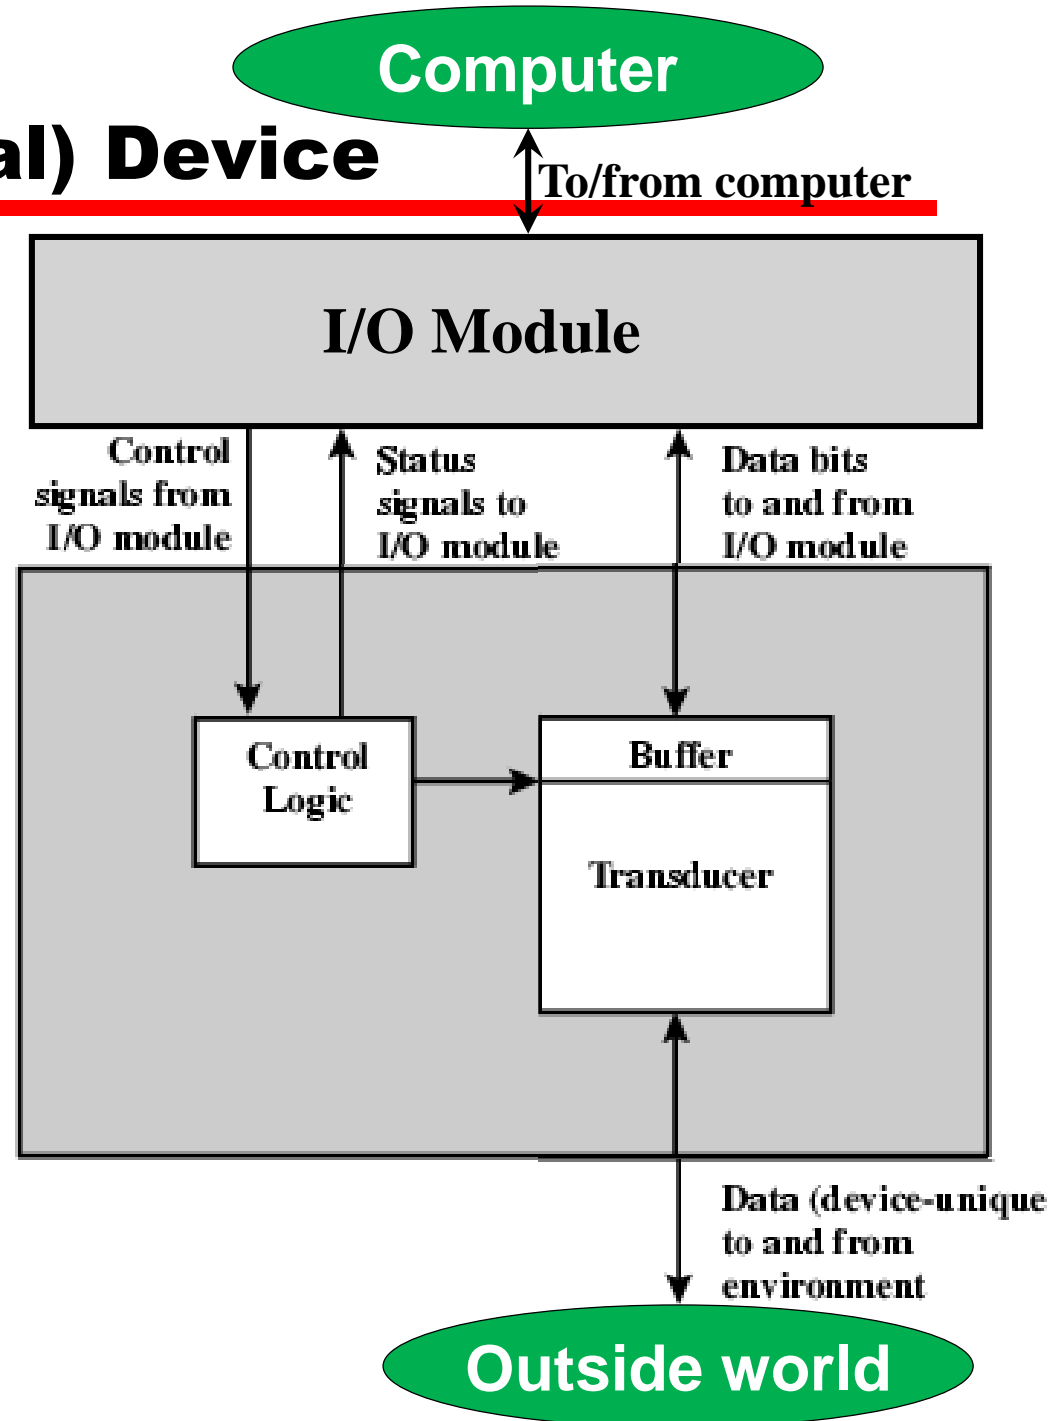 Computer
al) Device
To/from computer
I/O Module
Control
signals from
I/O module
Status
signals to
I/O module
Data bits
to and from
I/O module
Control
Logic
Buffer
Transducer
Data (device-unique
to and from
environment
Outside world